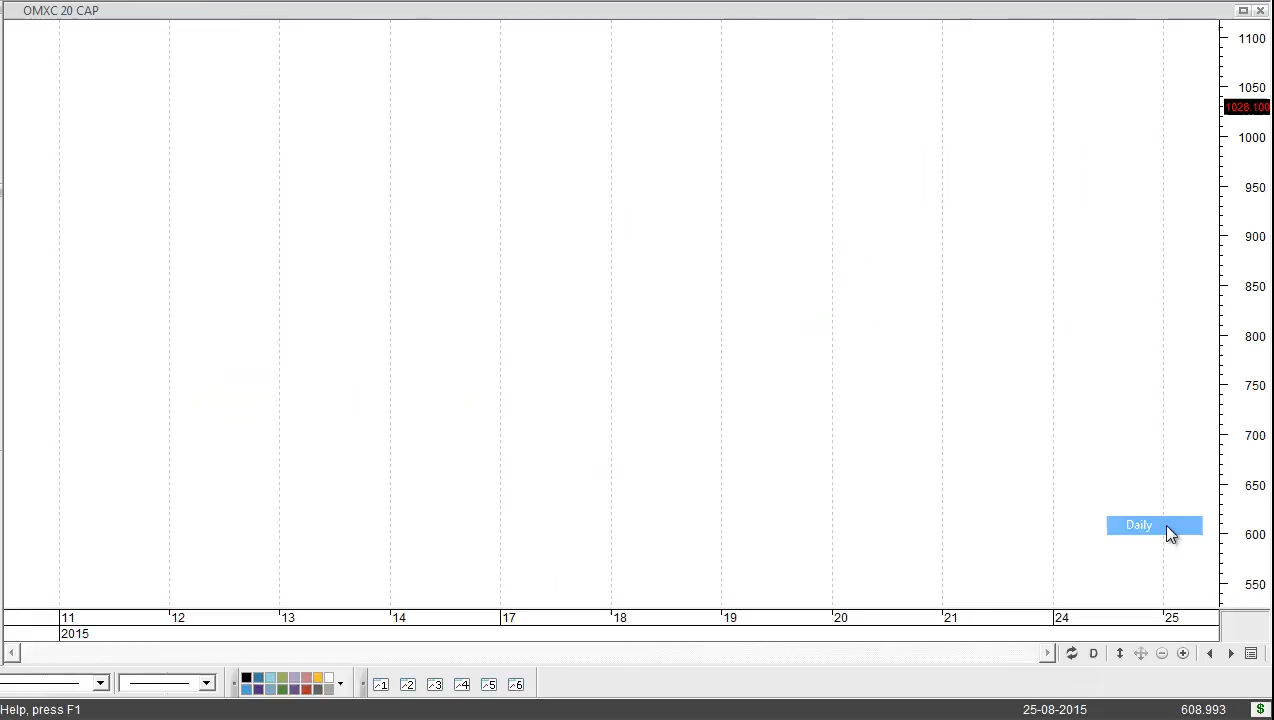 OMXC 20 CAP
1100
1050
1028.100
1000
950
900
850
800
750
700
650
Daily
600
550
11 12 13 14 17 18 19 20 21 24 25
2015
D
1 2 3 4 5 6
Help, press F1 25-08-2015 608.993 $